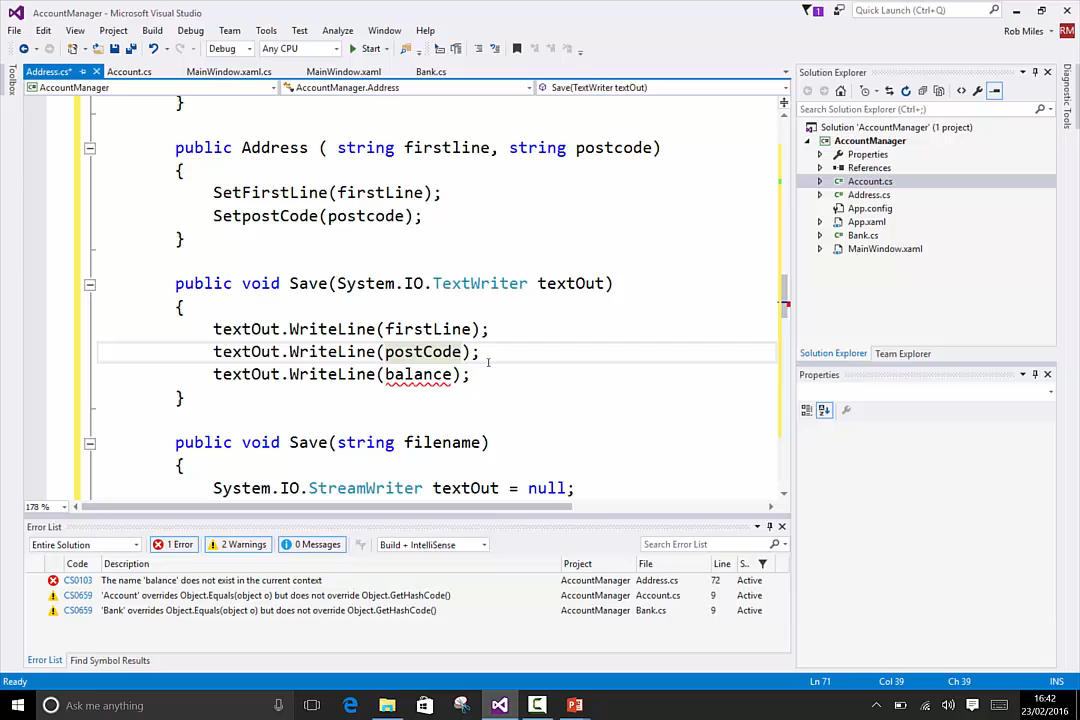 AccountManager - Microsoft Visual Studio
1
Quick Launch (Ctrl+Q)
File Edit View Project Build Debug Team Tools Test Analyze Window Help
Rob Miles
RM
Debug Any CPU Start
Toolbox
Address.cs* Account.cs MainWindow.xaml.cs MainWindow.xaml Bank.cs
AccountManager AccountManager.Address Save(TextWriter textOut)
}
public Address ( string firstline, string postcode)
{
SetFirstLine(firstLine);
SetpostCode(postcode);
}
public void Save(System.IO.TextWriter textOut)
{
textOut.WriteLine(firstLine);
textOut.WriteLine(postCode);
textOut.WriteLine(balance);
}
public void Save(string filename)
{
System.IO.StreamWriter textOut = null;
178 %
Solution Explorer
Search Solution Explorer (Ctrl+;)
Solution 'AccountManager' (1 project)
AccountManager
Properties
References
Account.cs
Address.cs
App.config
App.xaml
Bank.cs
MainWindow.xaml
Solution Explorer Team Explorer
Properties
Diagnostic Tools
Error List
Entire Solution 1 Error 2 Warnings 0 Messages Build + IntelliSense Search Error List
Code Description Project File Line S..
CS0103 The name 'balance' does not exist in the current context AccountManager Address.cs 72 Active
CS0659 'Account' overrides Object.Equals(object o) but does not override Object.GetHashCode() AccountManager Account.cs 9 Active
CS0659 'Bank' overrides Object.Equals(object o) but does not override Object.GetHashCode() AccountManager Bank.cs 9 Active
Error List Find Symbol Results
Ready Ln 71 Col 39 Ch 39 INS
Ask me anything
16:42
23/02/2016